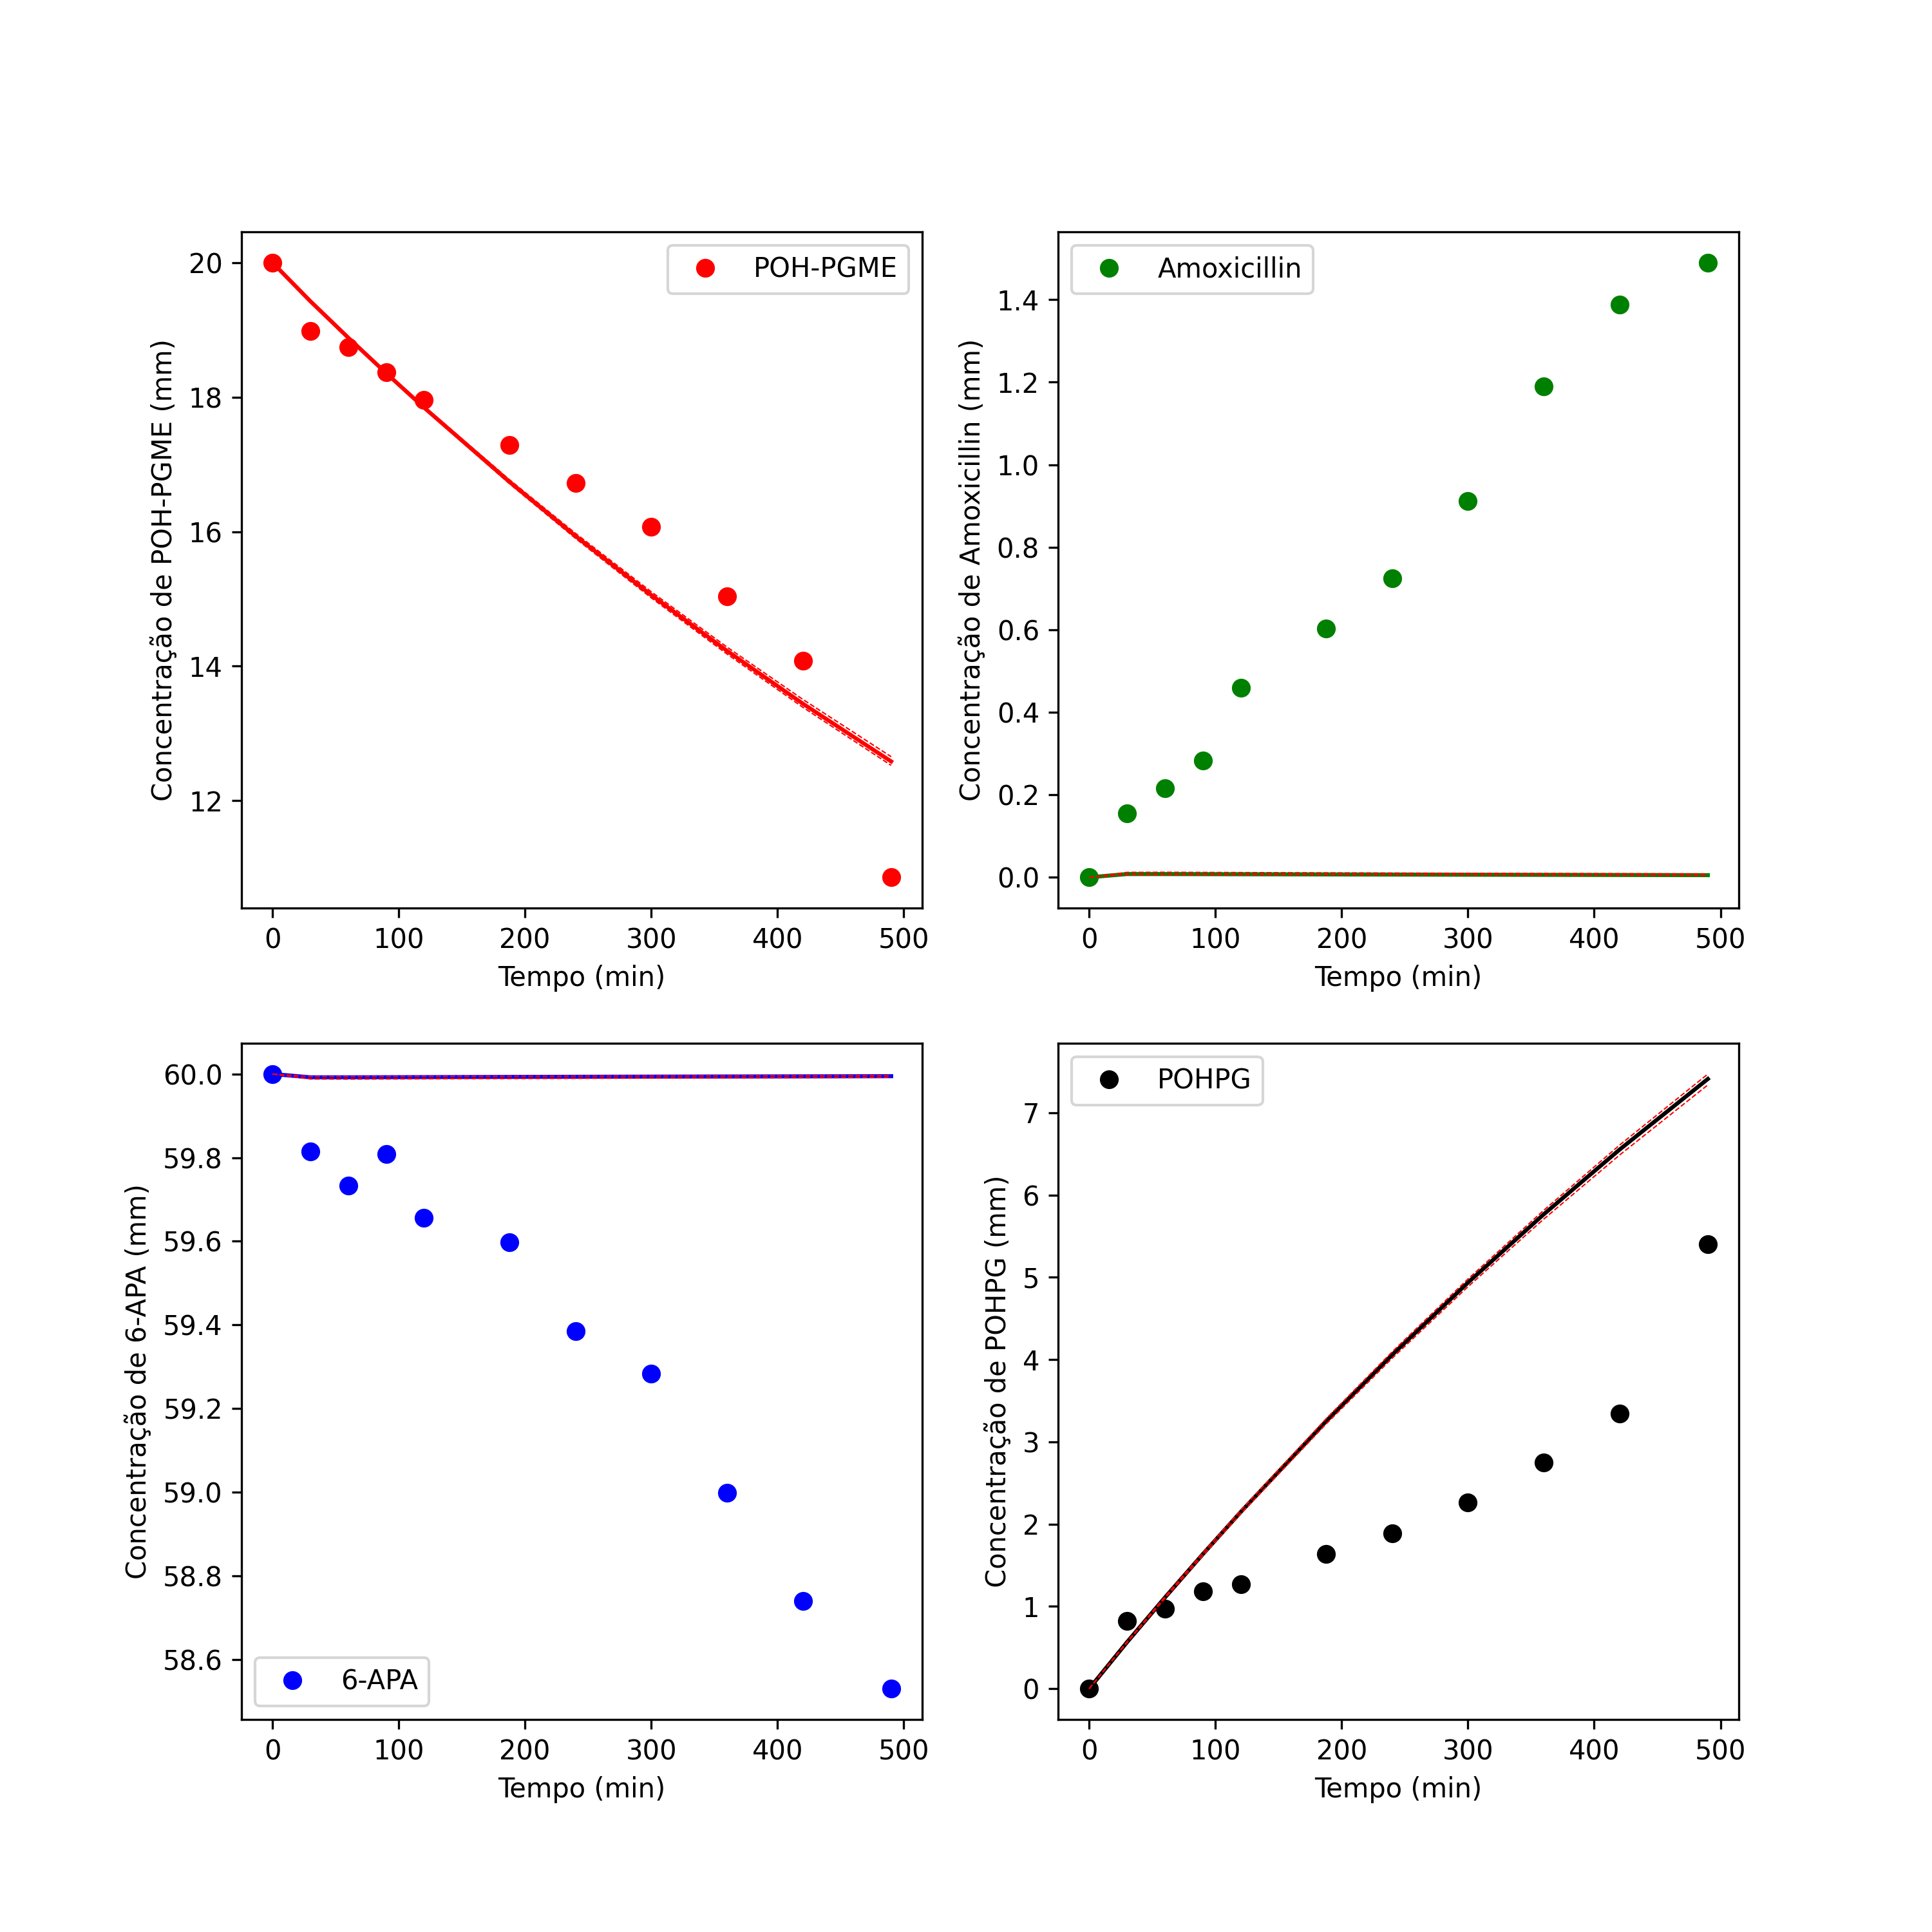 POH-PGME
20
18
16
14
12
Concentração de POH-PGME (mm)
0 100 200 300 400 500
Tempo (min)
Amoxicillin
1.4
1.2
1.0
0.8
0.6
0.4
0.2
0.0
Concentração de Amoxicillin (mm)
0 100 200 300 400 500
Tempo (min)
60.0
59.8
59.6
59.4
59.2
59.0
58.8
58.6
Concentração de 6-APA (mm)
6-APA
0 100 200 300 400 500
Tempo (min)
POHPG
7
6
5
4
3
2
1
0
Concentração de POHPG (mm)
0 100 200 300 400 500
Tempo (min)